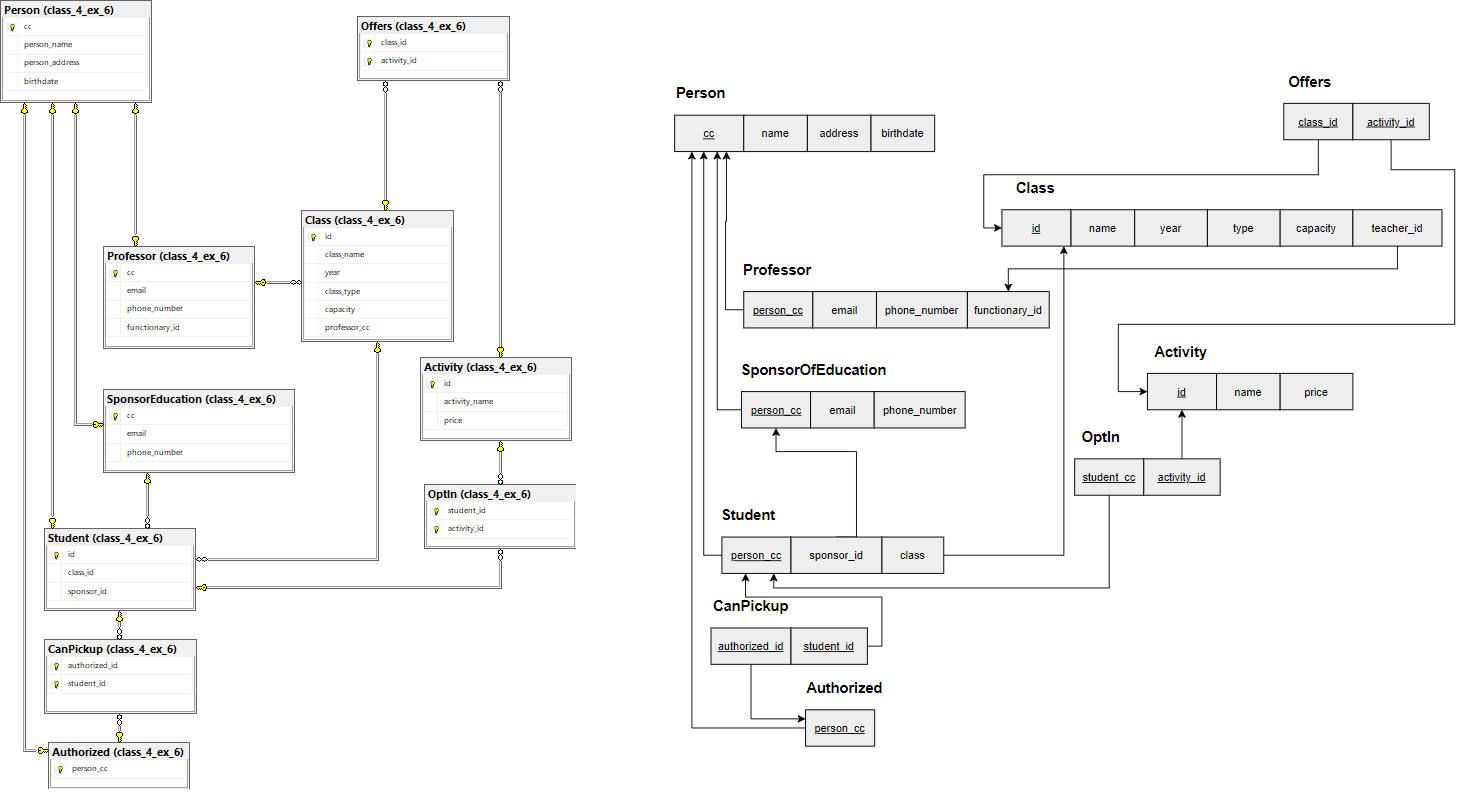 Person (class_4_ex_6)
cc
person_name
person_address
birthdate
Offers (class_4_ex_6)
class_id
activity_id
Class (class_4_ex_6)
id
class_name
year
class_type
capacity
professor_cc
Professor (class_4_ex_6)
cc
email
phone_number
functionary_id
Activity (class_4_ex_6)
id
activity_name
price
SponsorEducation (class_4_ex_6)
cc
email
phone_number
OptIn (class_4_ex_6)
student_id
activity_id
Student (class_4_ex_6)
id
class_id
sponsor_id
CanPickup (class_4_ex_6)
authorized_id
student_id
Authorized (class_4_ex_6)
person_cc
Person
cc name address birthdate
Offers
class_id activity_id
Class
id name year type capacity teacher_id
Professor
person_cc email phone_number functionary_id
Activity
id name price
SponsorOfEducation
person_cc email phone_number
OptIn
student_cc activity_id
Student
person_cc sponsor_id class
CanPickup
authorized_id student_id
Authorized
person_cc